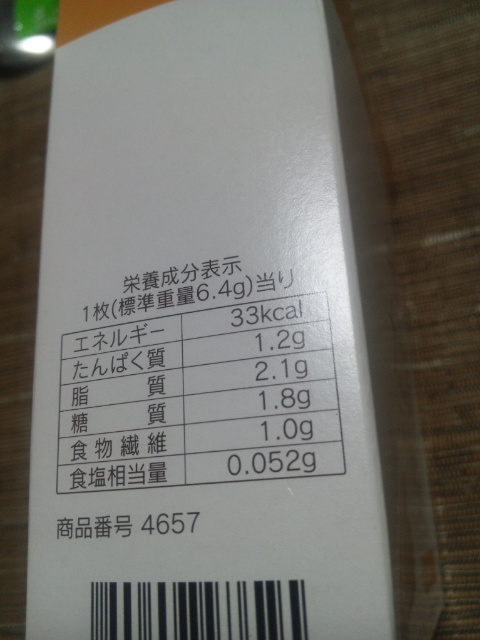 栄養成分表示
1枚(標準重量6.4g)当り
エネルギー 33kcal
たんぱく質 1.2g
脂質 2.1g
糖質 1.8g
食物繊維 1.0g
食塩相当量 0.052g
商品番号 4657